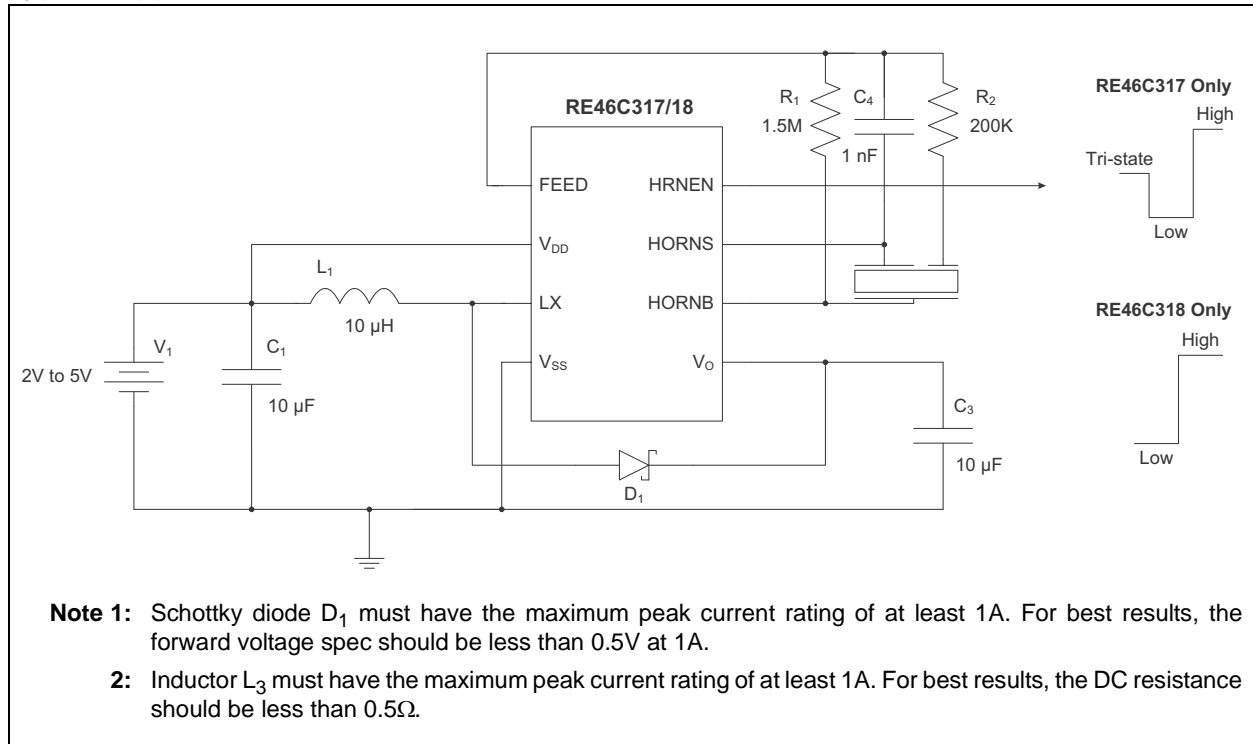 RE46C317/18
R1
1.5M
C4
1 nF
R2
200K
RE46C317 Only
High
Tri-state
Low
FEED
HRNEN
VDD
HORNS
L1
LX
HORNB
10 µH
RE46C318 Only
High
V1
2V to 5V
C1
10 µF
VSS
VO
C3
10 µF
Low
D1
Note 1: Schottky diode D1 must have the maximum peak current rating of at least 1A. For best results, the
forward voltage spec should be less than 0.5V at 1A.
2: Inductor L3 must have the maximum peak current rating of at least 1A. For best results, the DC resistance
should be less than 0.5Ω.